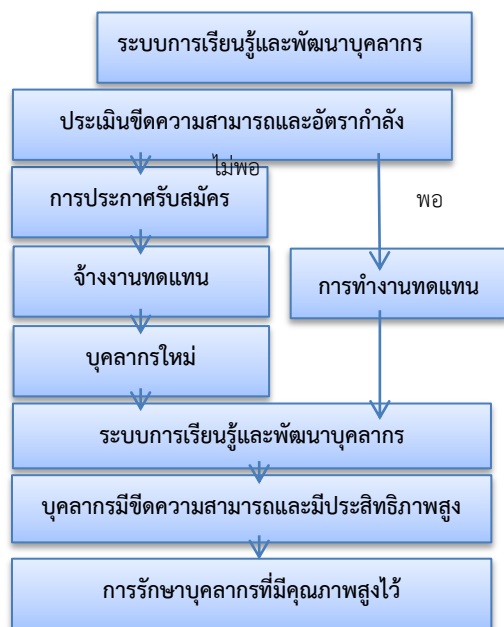 ระบบการเรียนรู้และพัฒนาบุคลากร
ประเมินขีดความสามารถและอัตรากำลัง
ไม่พอ
การประกาศรับสมัคร
พอ
จ้างงานทดแทน
การทำงานทดแทน
บุคลากรใหม่
ระบบการเรียนรู้และพัฒนาบุคลากร
บุคลากรมีขีดความสามารถและมีประสิทธิภาพสูง
การรักษาบุคลากรที่มีคุณภาพสูงไว้